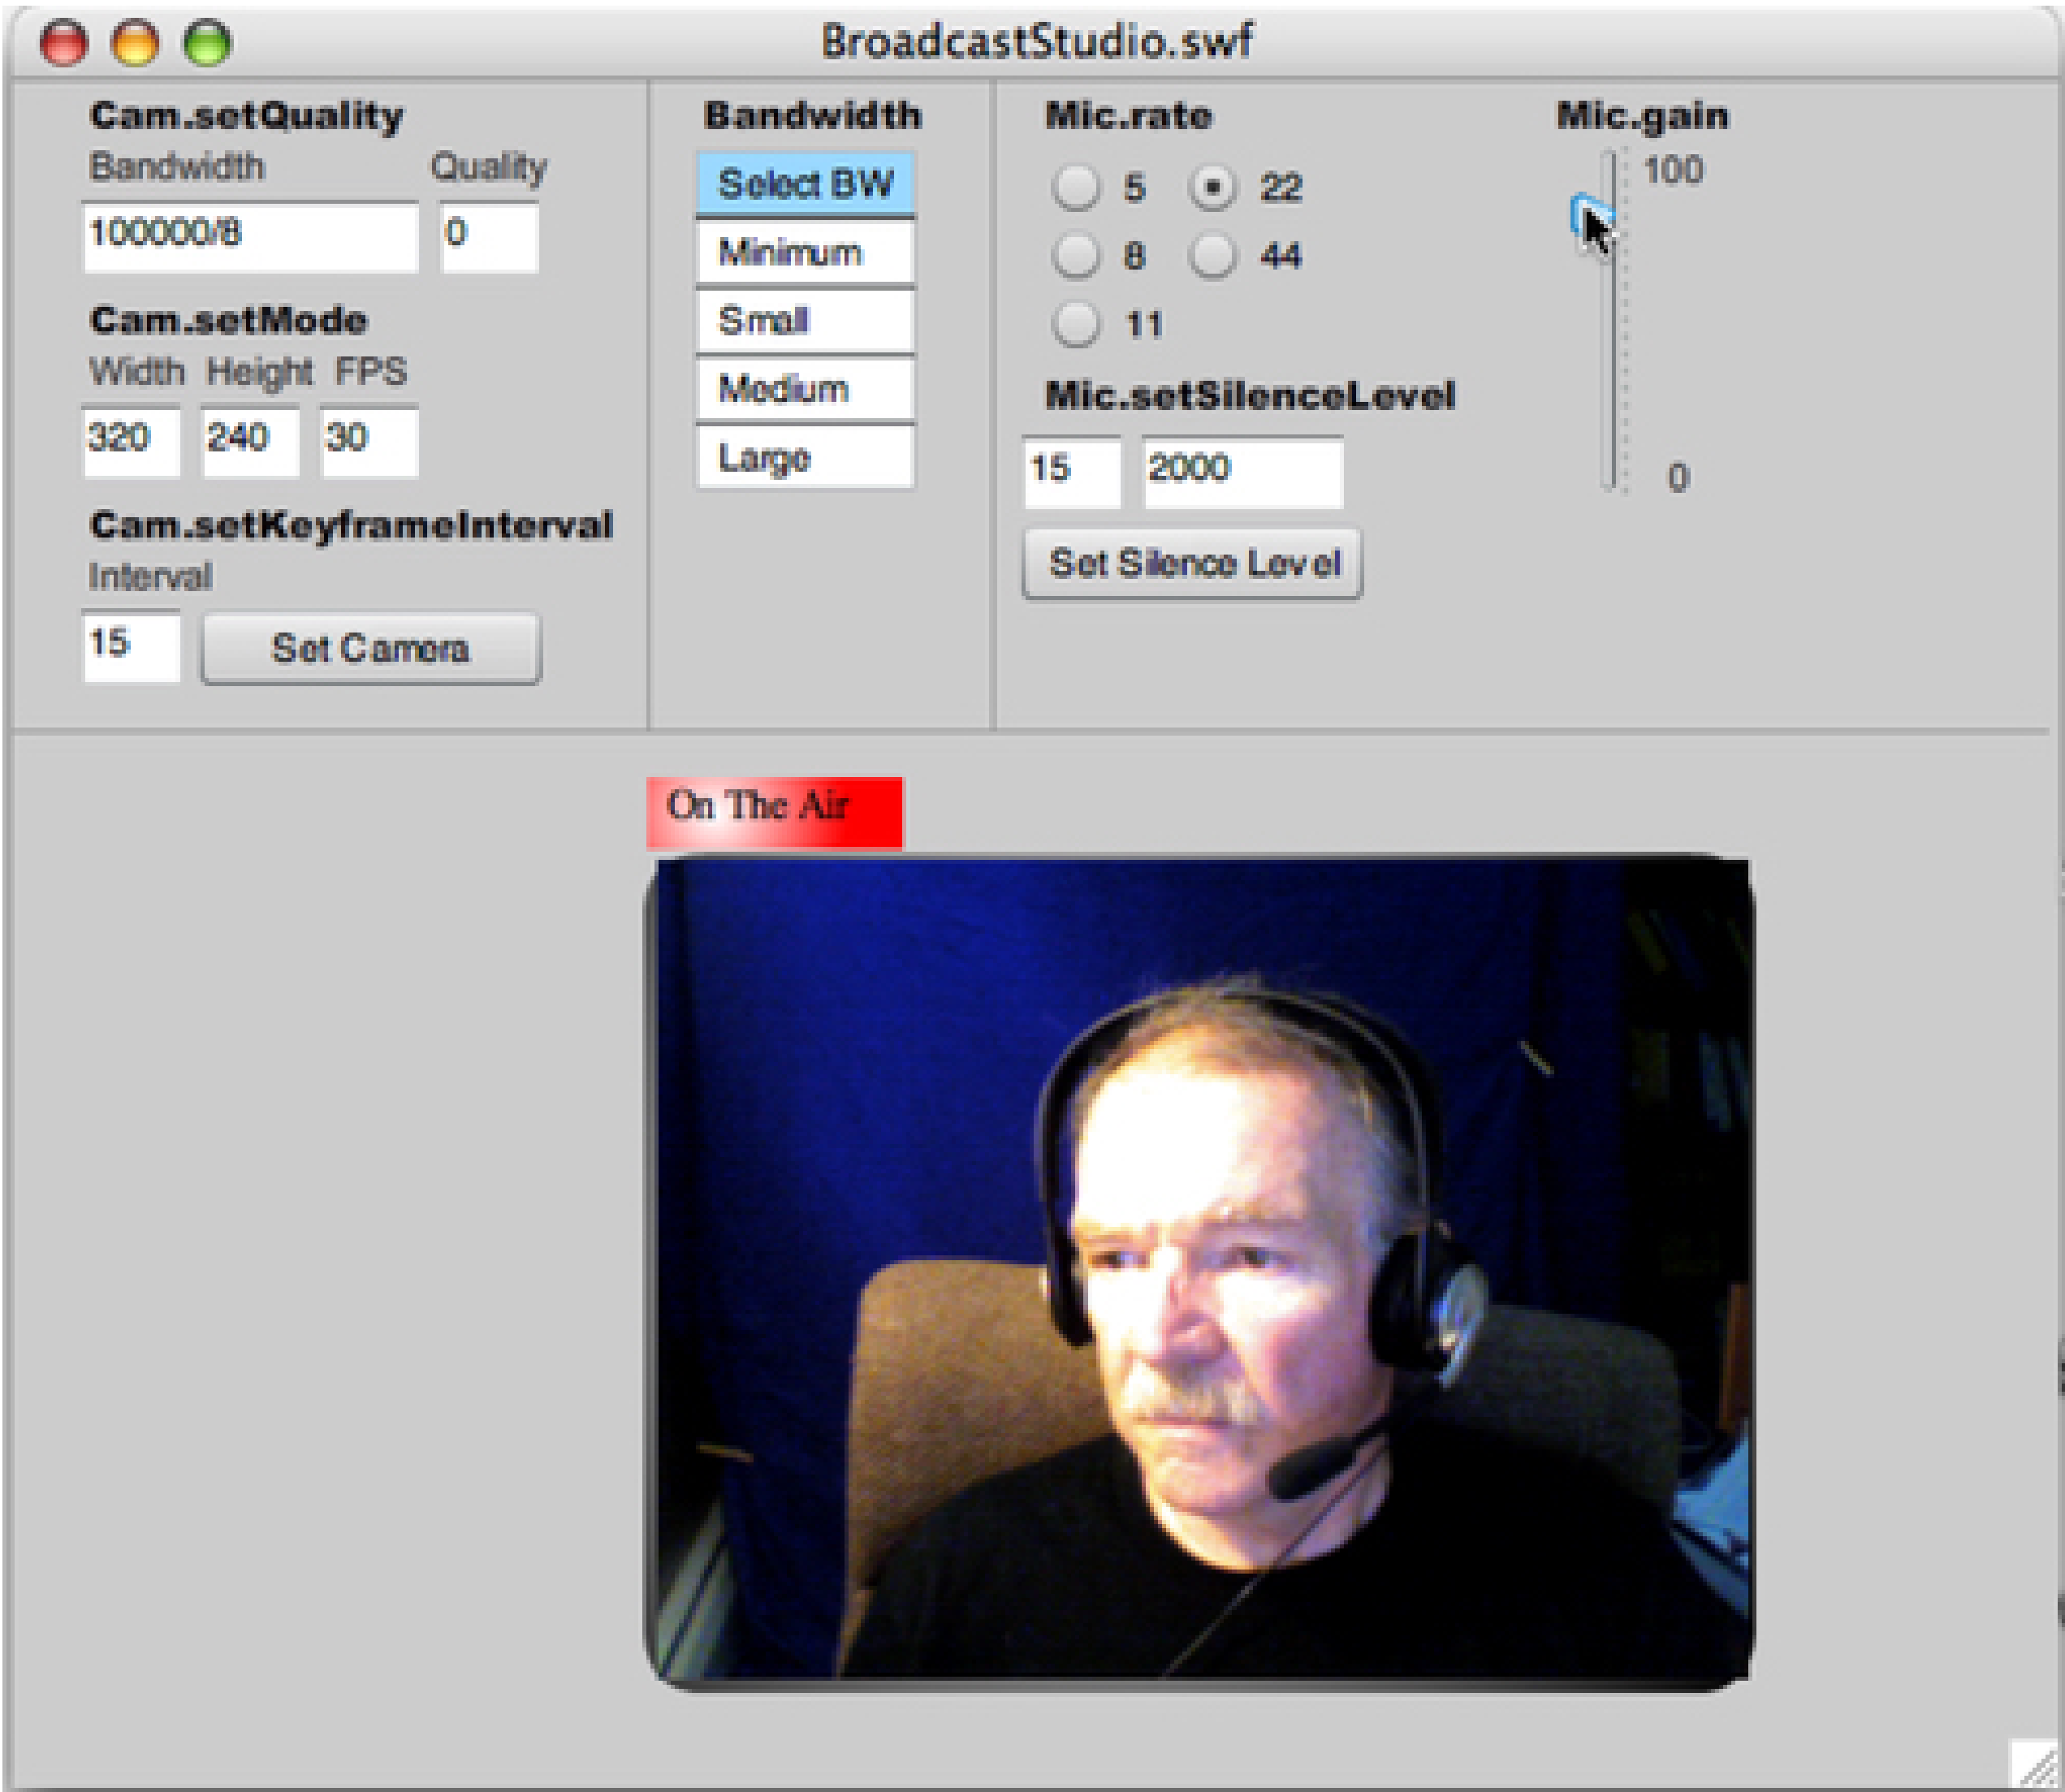 BroadcastStudio.swf
Cam.setQuality
Bandwidth Quality
100000/8 0
Cam.setMode
Width Height FPS
320 240 30
Cam.setKeyframeInterval
Interval
15 Set Camera
Bandwidth
Select BW
Minimum
Small
Medium
Large
Mic.rate
5 22
8 44
11
Mic.setSilenceLevel
15 2000
Set Silence Level
Mic.gain
100
0
On The Air